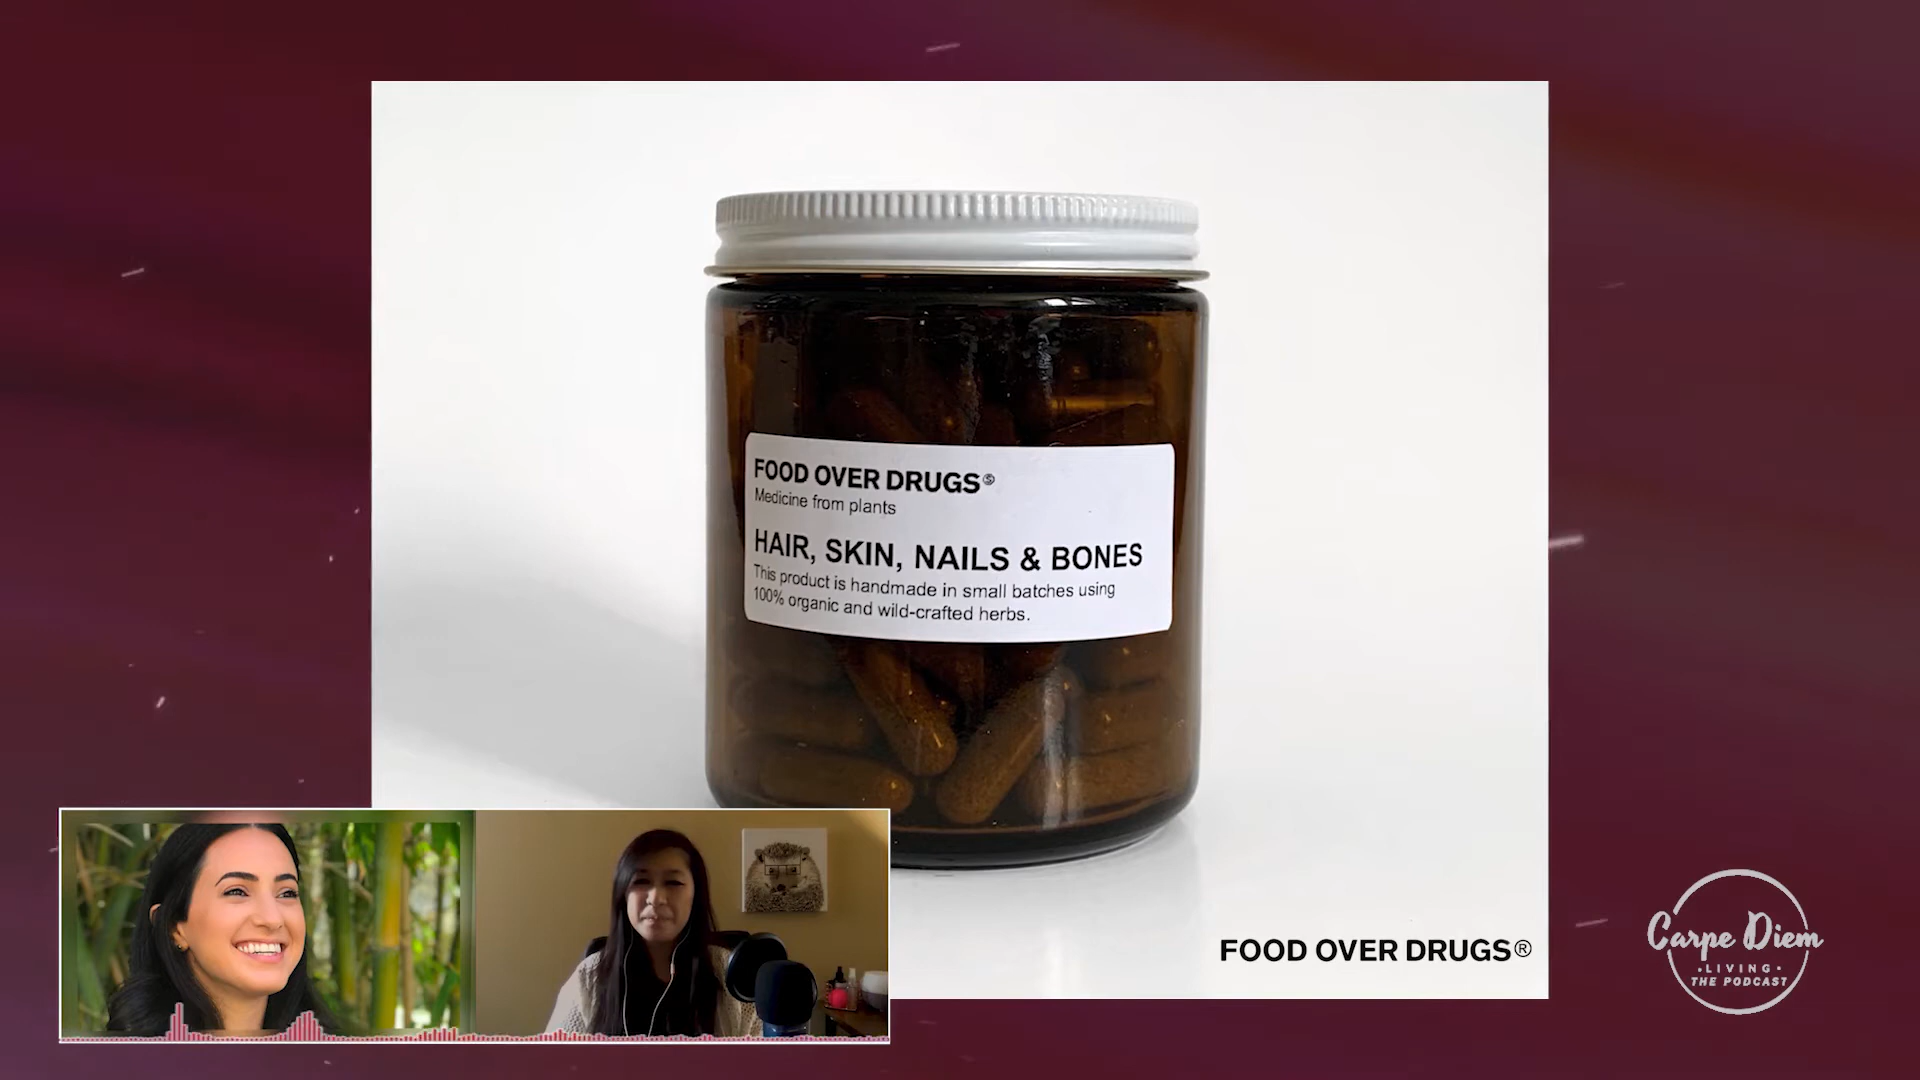 FOOD OVER DRUGS®
Medicine from plants
HAIR, SKIN, NAILS & BONES
This product is handmade in small batches using
100% organic and wild-crafted herbs.
FOOD OVER DRUGS®
Carpe Diem
• LIVING •
THE PODCAST